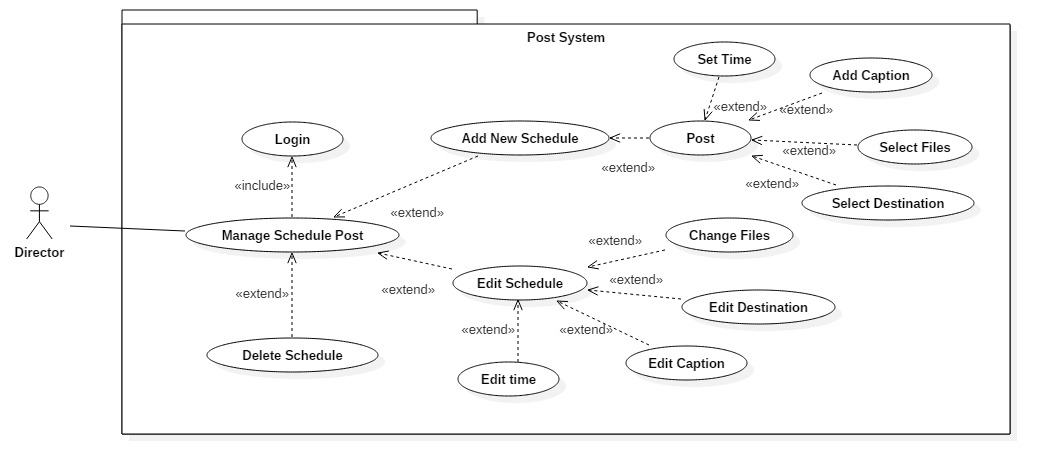 Post System
Set Time
Add Caption
«extend»
«extend»
Login
Add New Schedule
Post
Select Files
«extend»
«extend»
«include»
«extend»
Select Destination
«extend»
Director
Manage Schedule Post
Change Files
«extend»
«extend»
Edit Schedule
«extend»
«extend»
«extend»
Edit Destination
«extend»
«extend»
Delete Schedule
Edit Caption
Edit time